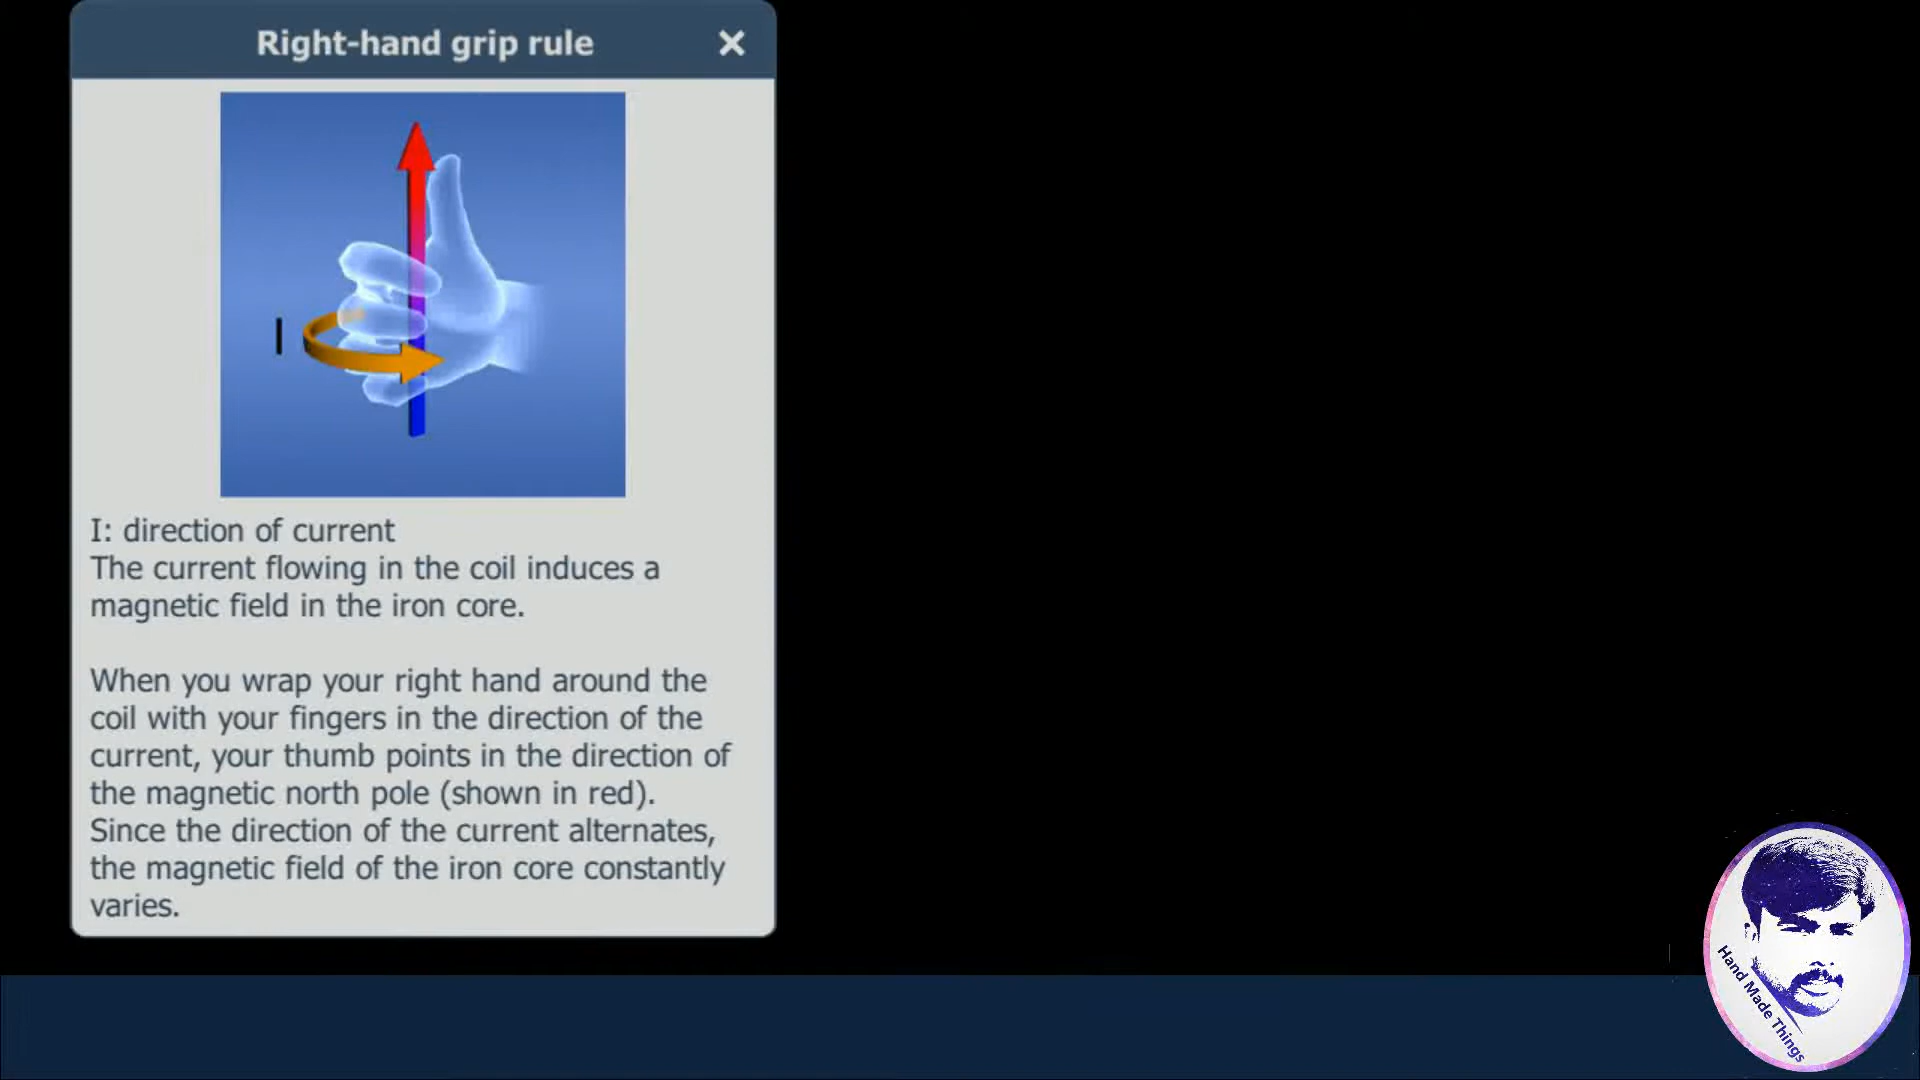 Right-hand grip rule
I
I: direction of current
The current flowing in the coil induces a
magnetic field in the iron core.
When you wrap your right hand around the
coil with your fingers in the direction of the
current, your thumb points in the direction of
the magnetic north pole (shown in red).
Since the direction of the current alternates,
the magnetic field of the iron core constantly
varies.
Hand Made Things